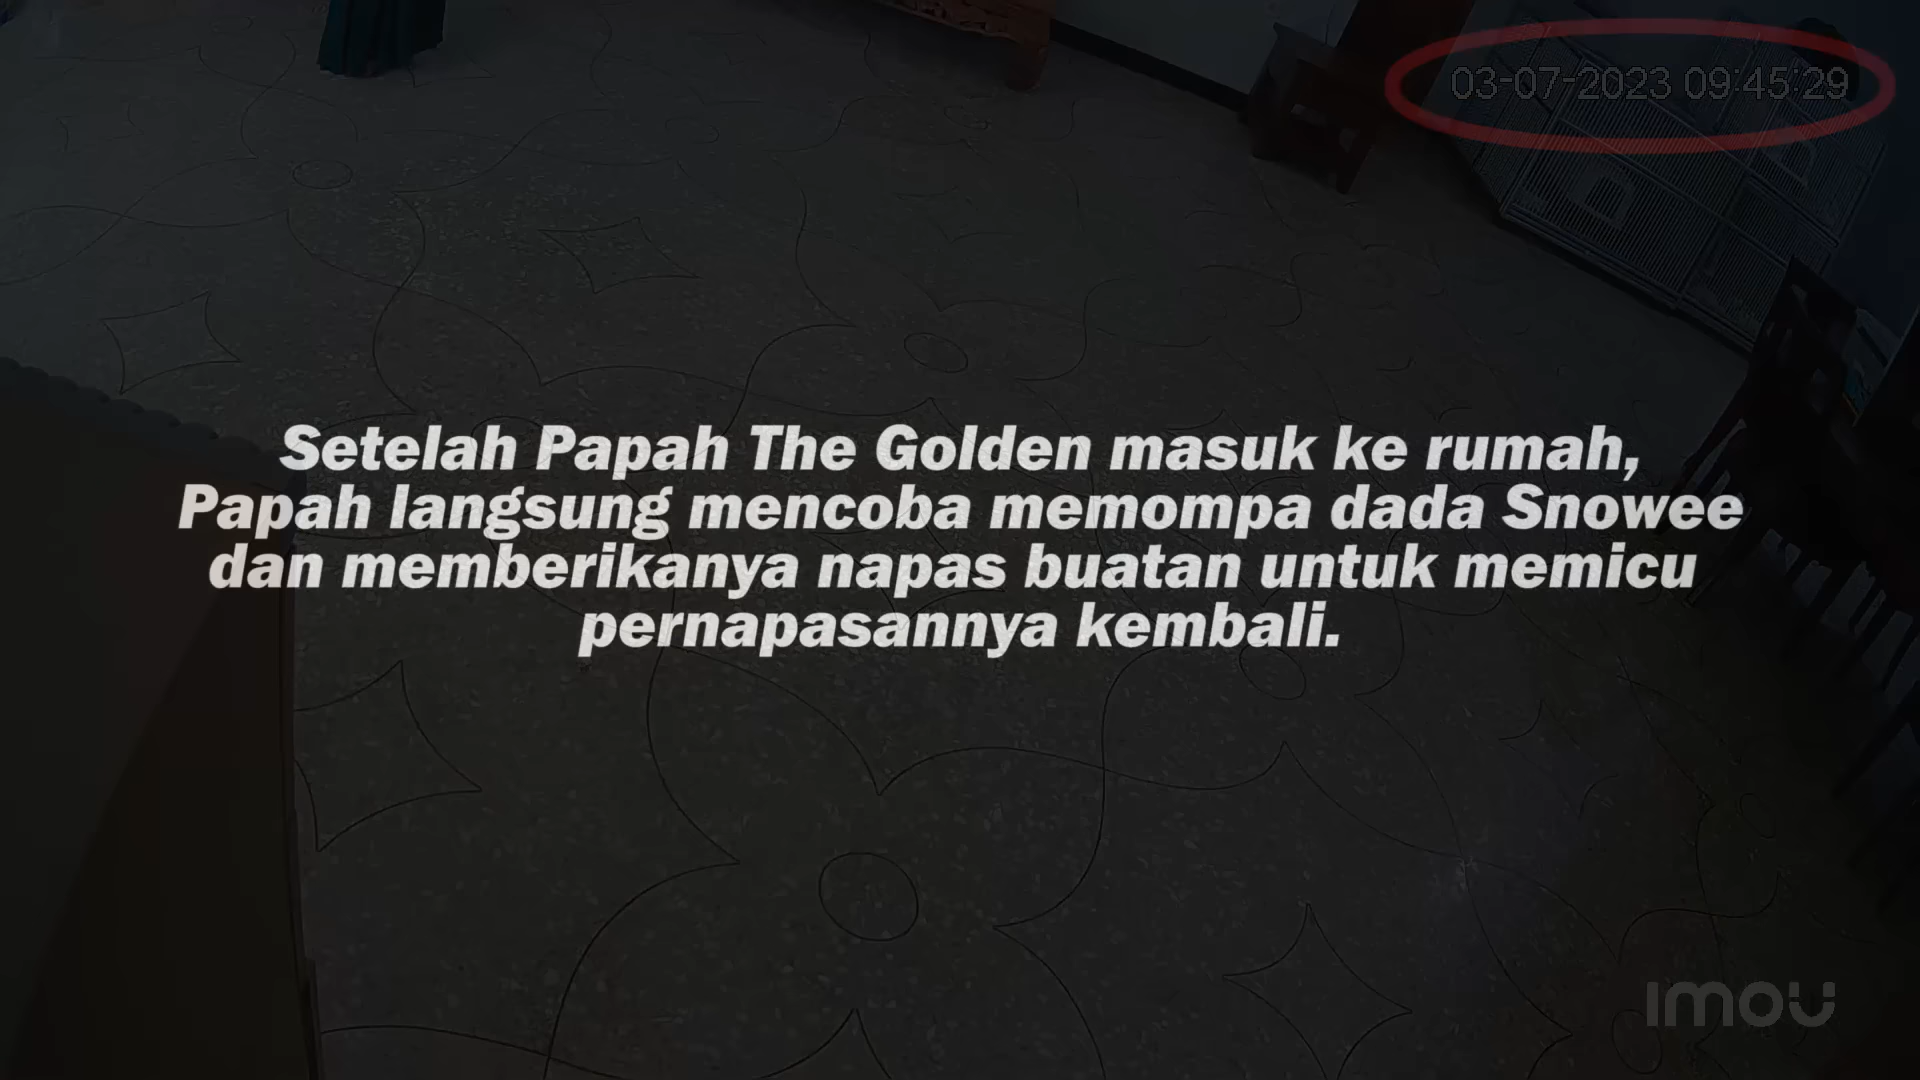 03-07-2023 09:45:29
Setelah Papah The Golden masuk ke rumah,
Papah langsung mencoba memompa dada Snowee
dan memberikanya napas buatan untuk memicu
pernapasannya kembali.
imou